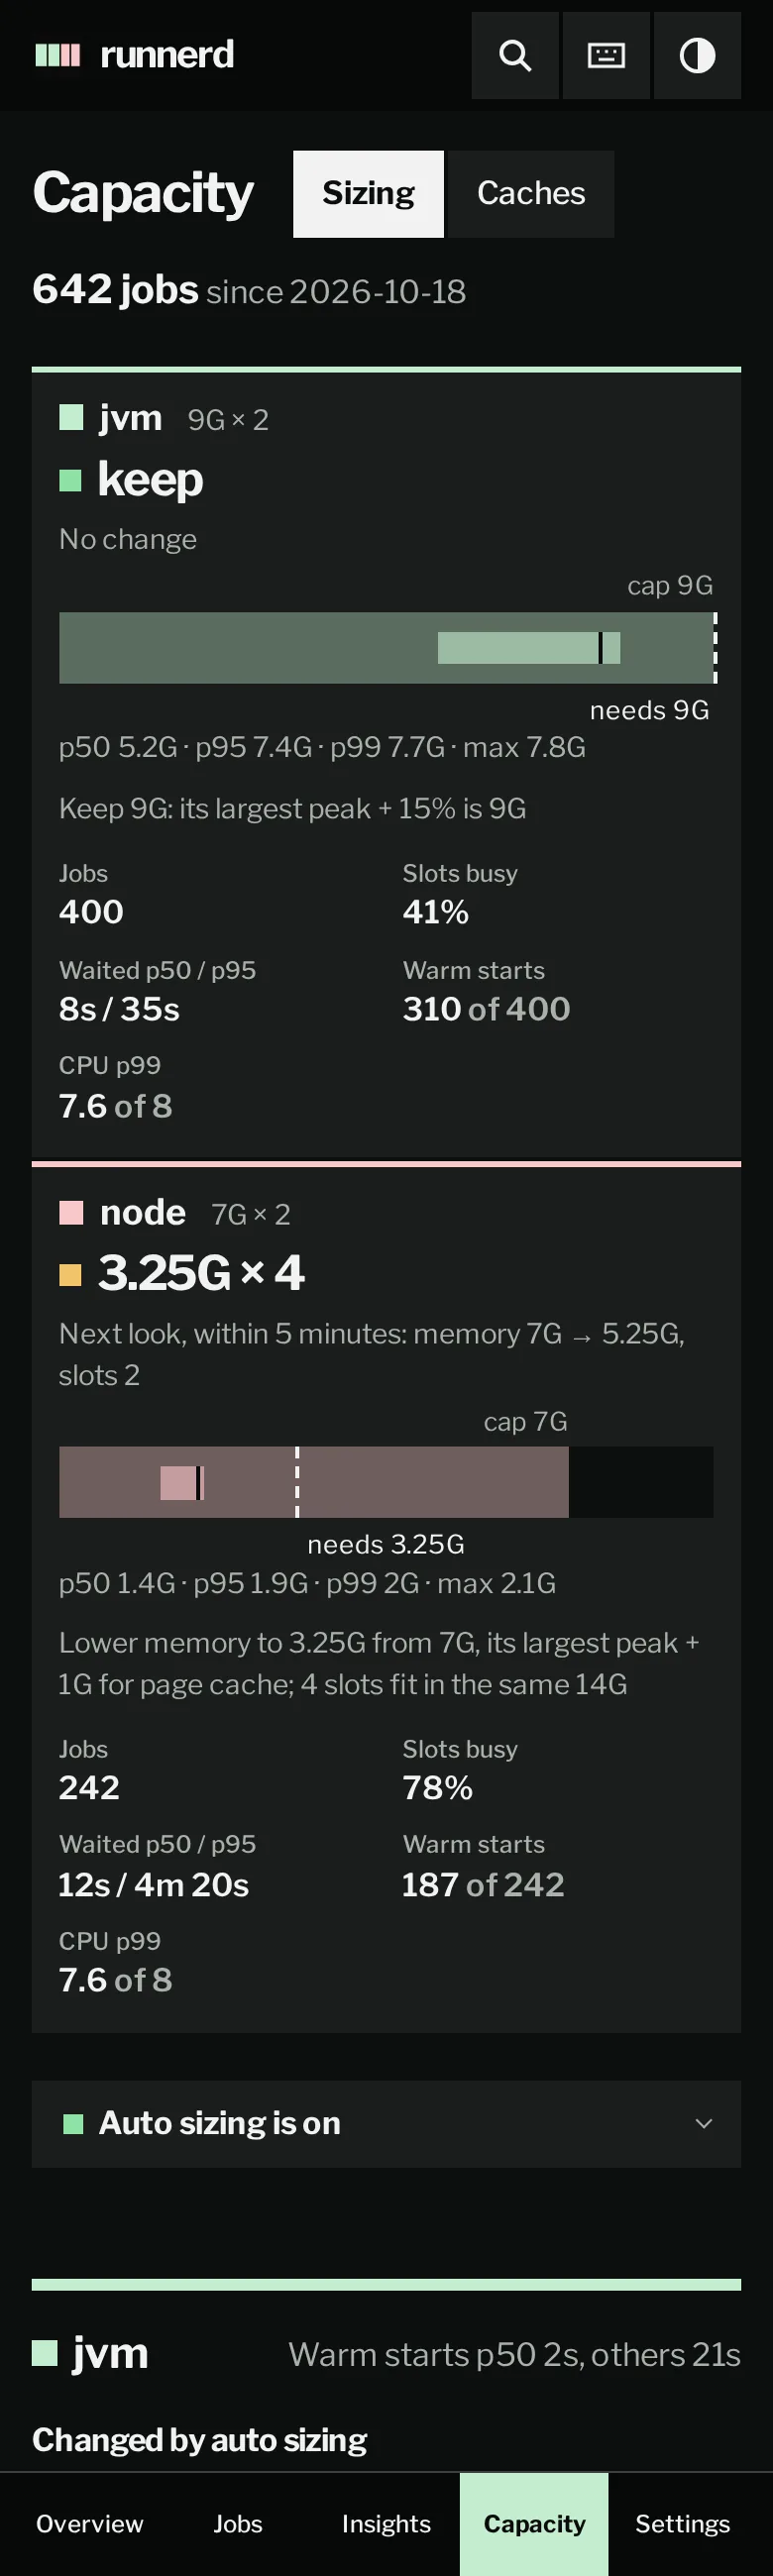 runnerd
Capacity
Sizing
Caches
642 jobs since 2026-10-18
jvm 9G × 2
keep
No change
cap 9G
needs 9G
p50 5.2G · p95 7.4G · p99 7.7G · max 7.8G
Keep 9G: its largest peak + 15% is 9G
Jobs
400
Slots busy
41%
Waited p50 / p95
8s / 35s
Warm starts
310 of 400
CPU p99
7.6 of 8
node 7G × 2
3.25G × 4
Next look, within 5 minutes: memory 7G → 5.25G,
slots 2
cap 7G
needs 3.25G
p50 1.4G · p95 1.9G · p99 2G · max 2.1G
Lower memory to 3.25G from 7G, its largest peak +
1G for page cache; 4 slots fit in the same 14G
Jobs
242
Slots busy
78%
Waited p50 / p95
12s / 4m 20s
Warm starts
187 of 242
CPU p99
7.6 of 8
Auto sizing is on
jvm
Warm starts p50 2s, others 21s
Changed by auto sizing
Overview
Jobs
Insights
Capacity
Settings